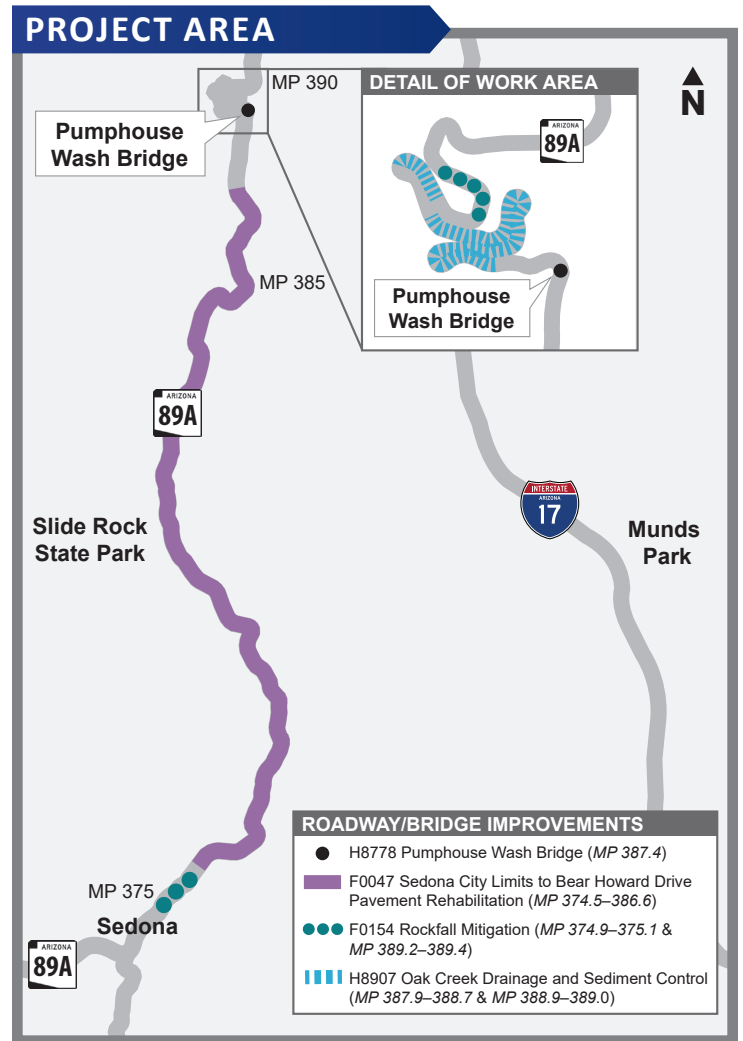 PROJECT AREA
MP 390
Pumphouse
Wash Bridge
DETAIL OF WORK AREA
ARIZONA
89A
Pumphouse
Wash Bridge
N
MP 385
ARIZONA
89A
Slide Rock
State Park
INTERSTATE
ARIZONA
17
Munds
Park
MP 375
Sedona
ARIZONA
89A
ROADWAY/BRIDGE IMPROVEMENTS
H8778 Pumphouse Wash Bridge (MP 387.4)
F0047 Sedona City Limits to Bear Howard Drive
Pavement Rehabilitation (MP 374.5–386.6)
F0154 Rockfall Mitigation (MP 374.9–375.1 &
MP 389.2–389.4)
H8907 Oak Creek Drainage and Sediment Control
(MP 387.9–388.7 & MP 388.9–389.0)